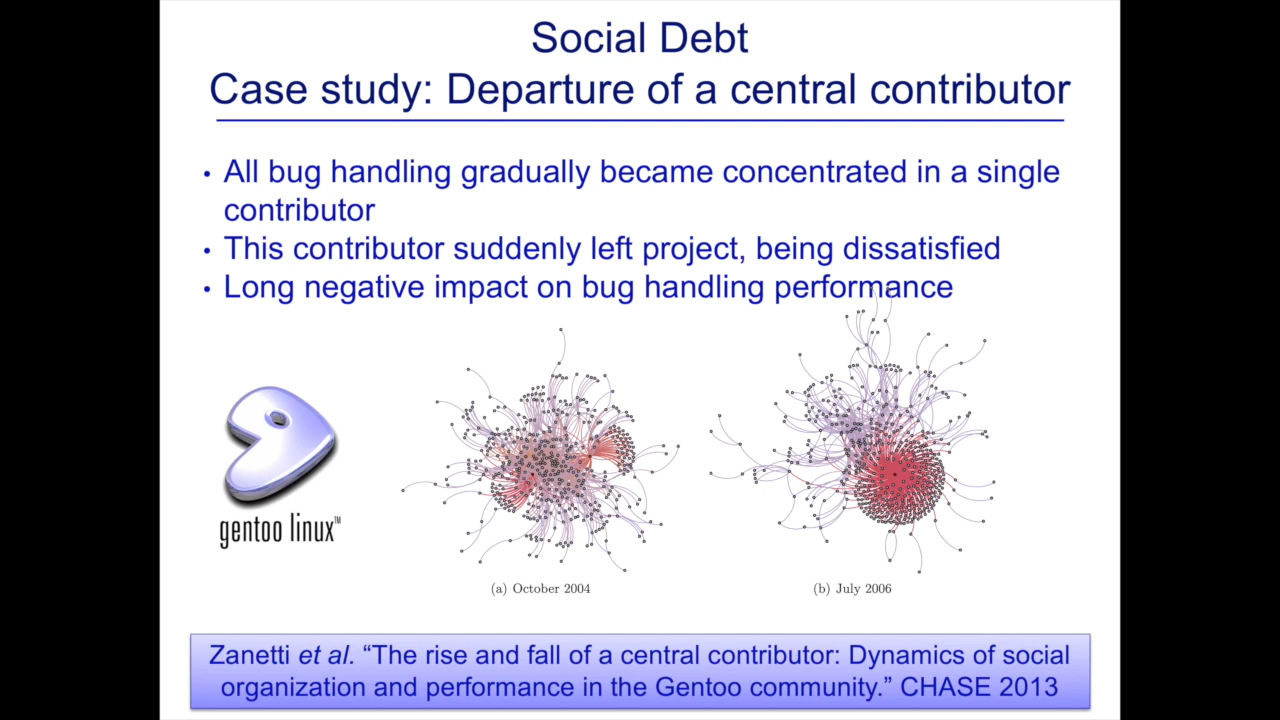 Social Debt
Case study: Departure of a central contributor
• All bug handling gradually became concentrated in a single
contributor
• This contributor suddenly left project, being dissatisfied
• Long negative impact on bug handling performance
gentoo linux™
(a) October 2004
(b) July 2006
Zanetti et al. “The rise and fall of a central contributor: Dynamics of social
organization and performance in the Gentoo community.” CHASE 2013